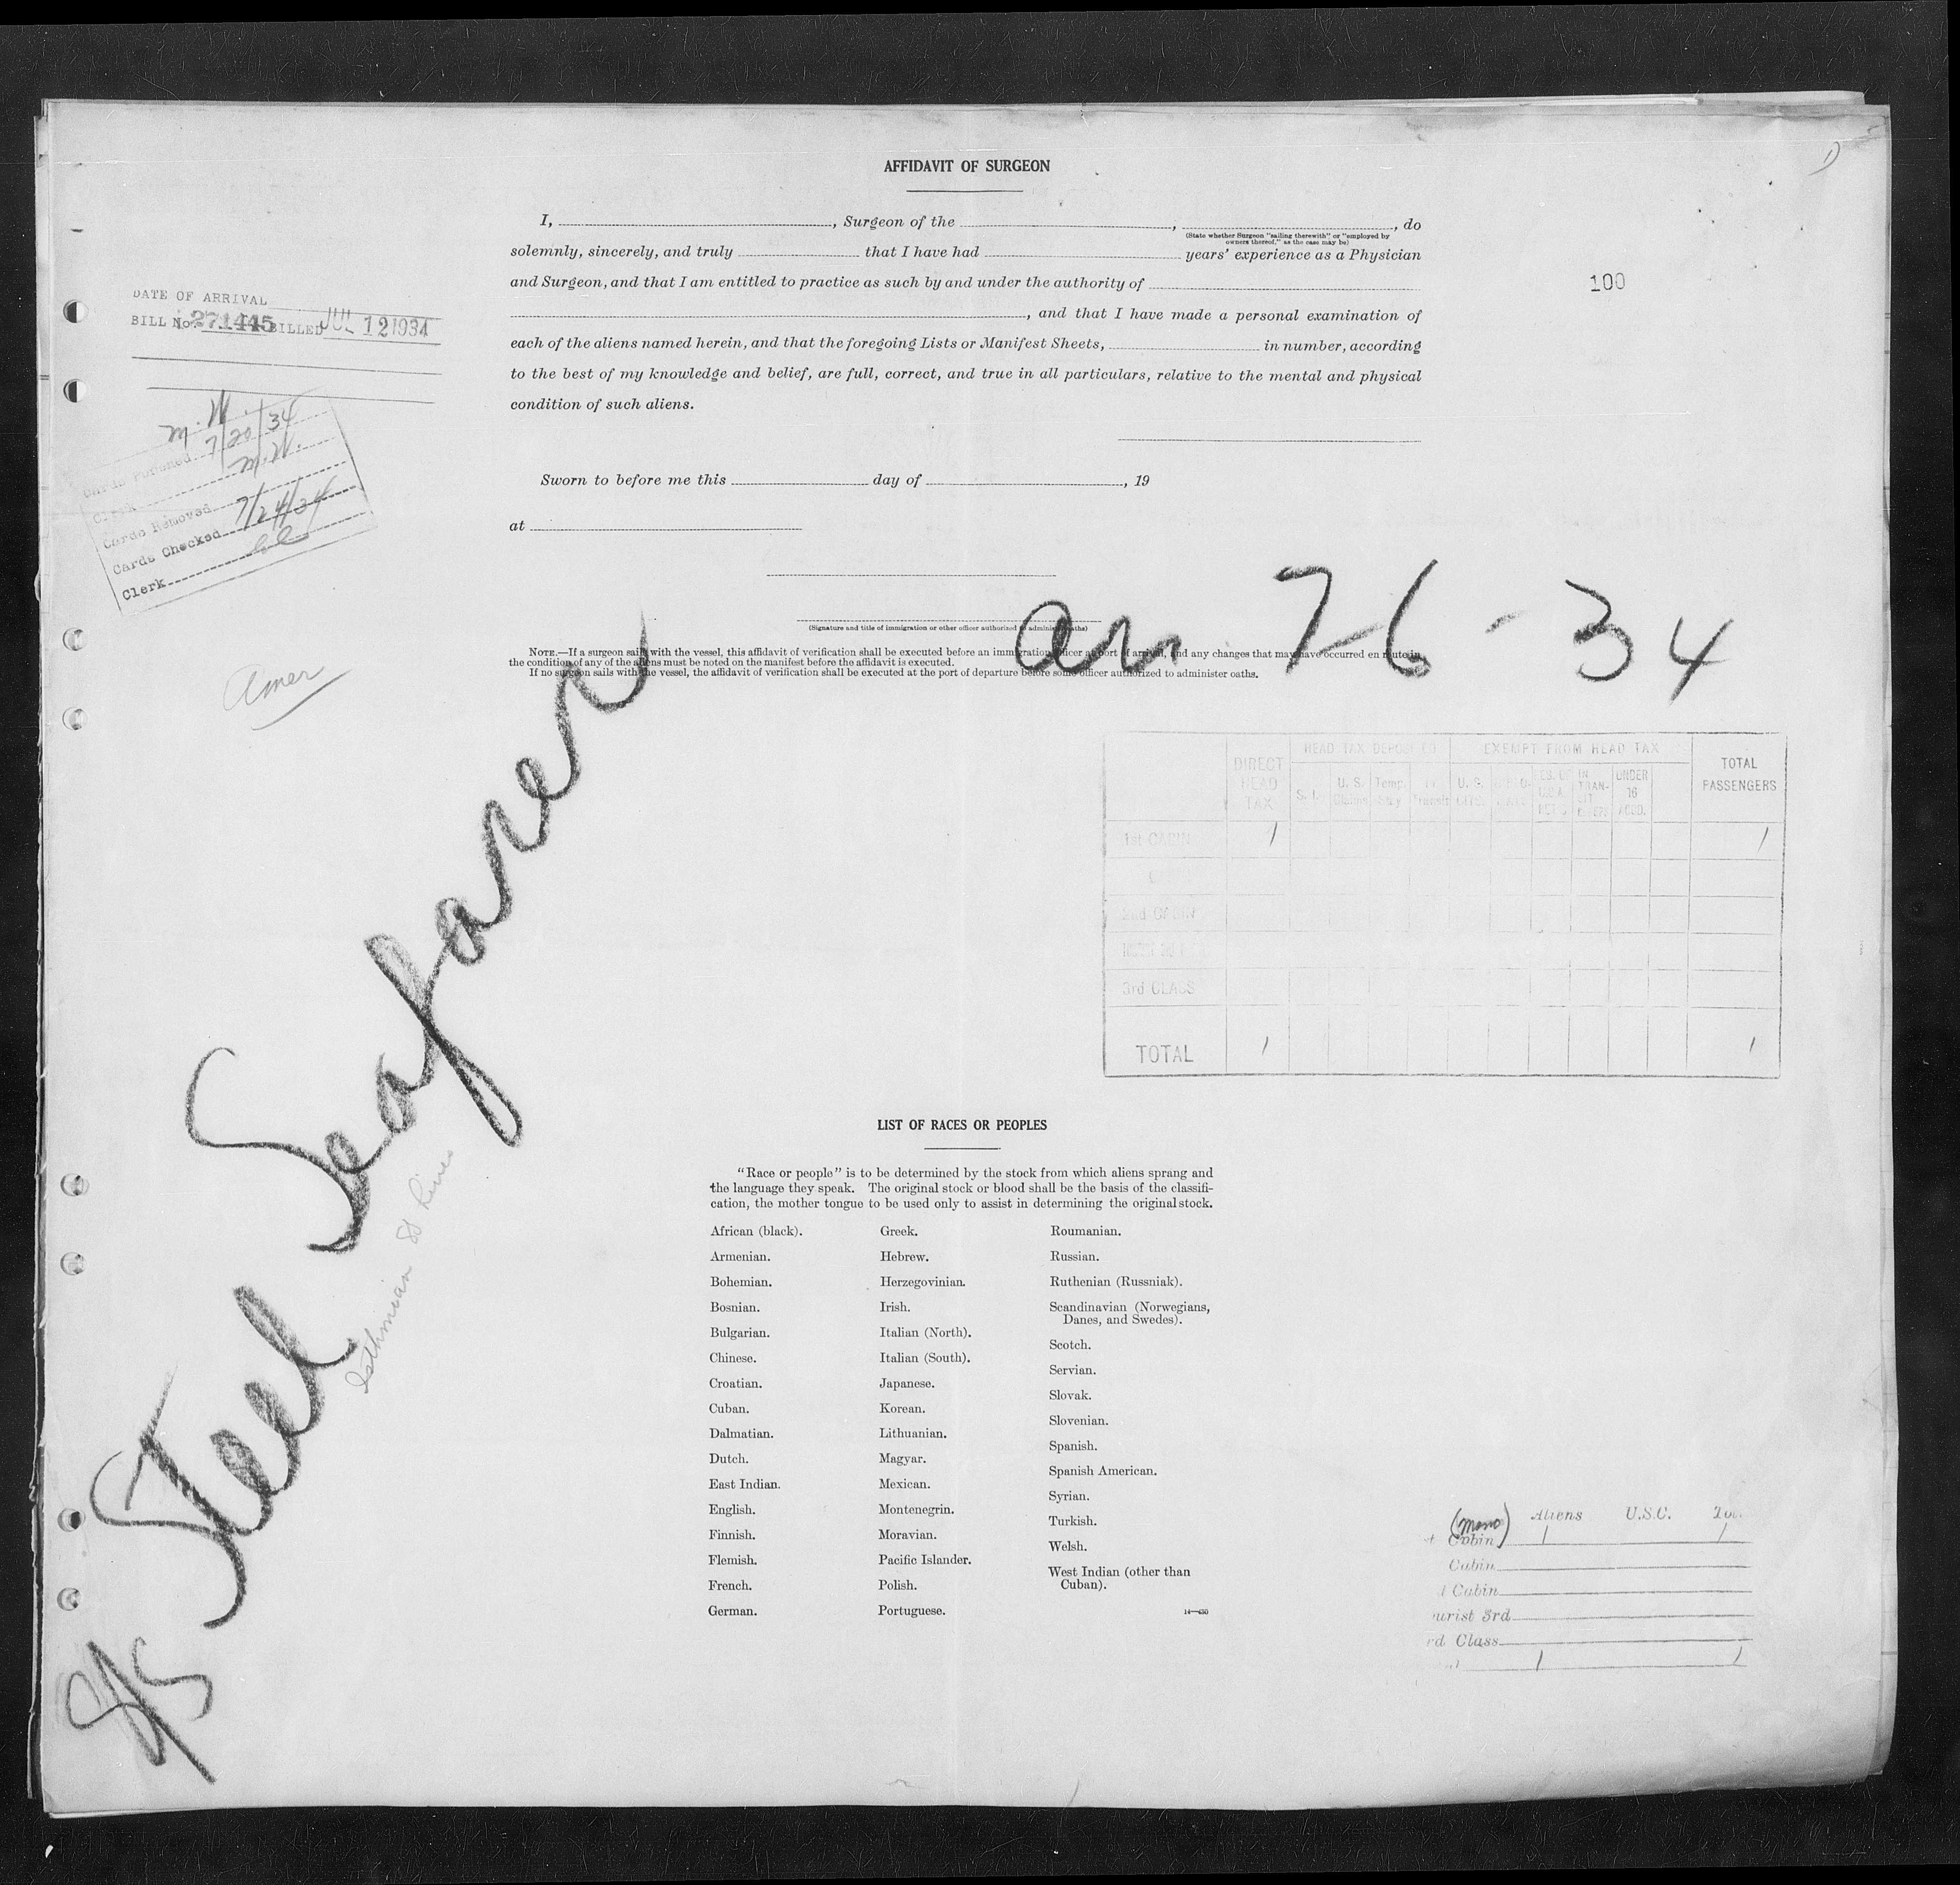 AFFIDAVIT OF SURGEON
I, , Surgeon of the , , do
(State whether Surgeon "sailing therewith" or "employed by
owners thereof," as the case may be)
solemnly, sincerely, and truly that I have had years' experience as a Physician
and Surgeon, and that I am entitled to practice as such by and under the authority of
, and that I have made a personal examination of
each of the aliens named herein, and that the foregoing Lists or Manifest Sheets, in number, according
to the best of my knowledge and belief, are full, correct, and true in all particulars, relative to the mental and physical
condition of such aliens.
Sworn to before me this day of , 19
at
(Signature and title of immigration or other officer authorized to administer oaths)
NOTE.—If a surgeon sails with the vessel, this affidavit of verification shall be executed before an immigration officer at port of arrival, and any changes that may have occurred en route in
the condition of any of the aliens must be noted on the manifest before the affidavit is executed.
If no surgeon sails with the vessel, the affidavit of verification shall be executed at the port of departure before some officer authorized to administer oaths.
100
DATE OF ARRIVAL
BILL No. 271445 BILLED JUL 12 1934
M.W.
7/20/34
M.W.
Clerk
Cards Removed
Cards Checked 7/24/34
Clerk
Amer
arr 7-6-34
S/S Steel Seafarer
Isthmian SS Lines
DIRECT HEAD TAX
HEAD TAX DEPOSITED
EXEMPT FROM HEAD TAX
TOTAL PASSENGERS
S. I. U. S. Claims Temp. Stay Transit U. S. IN TRANSIT UNDER 16 ACCD.
1st CABIN 1 1
2nd CABIN
3rd CLASS
TOTAL 1 1
LIST OF RACES OR PEOPLES
"Race or people" is to be determined by the stock from which aliens sprang and
the language they speak. The original stock or blood shall be the basis of the classifi-
cation, the mother tongue to be used only to assist in determining the original stock.
African (black).
Armenian.
Bohemian.
Bosnian.
Bulgarian.
Chinese.
Croatian.
Cuban.
Dalmatian.
Dutch.
East Indian.
English.
Finnish.
Flemish.
French.
German.
Greek.
Hebrew.
Herzegovinian.
Irish.
Italian (North).
Italian (South).
Japanese.
Korean.
Lithuanian.
Magyar.
Mexican.
Montenegrin.
Moravian.
Pacific Islander.
Polish.
Portuguese.
Roumanian.
Russian.
Ruthenian (Russniak).
Scandinavian (Norwegians,
Danes, and Swedes).
Scotch.
Servian.
Slovak.
Slovenian.
Spanish.
Spanish American.
Syrian.
Turkish.
Welsh.
West Indian (other than
Cuban).
14—430
(mono) Aliens U.S.C.
Cabin 1 1
Cabin
Cabin
urist 3rd
rd Class
1 1